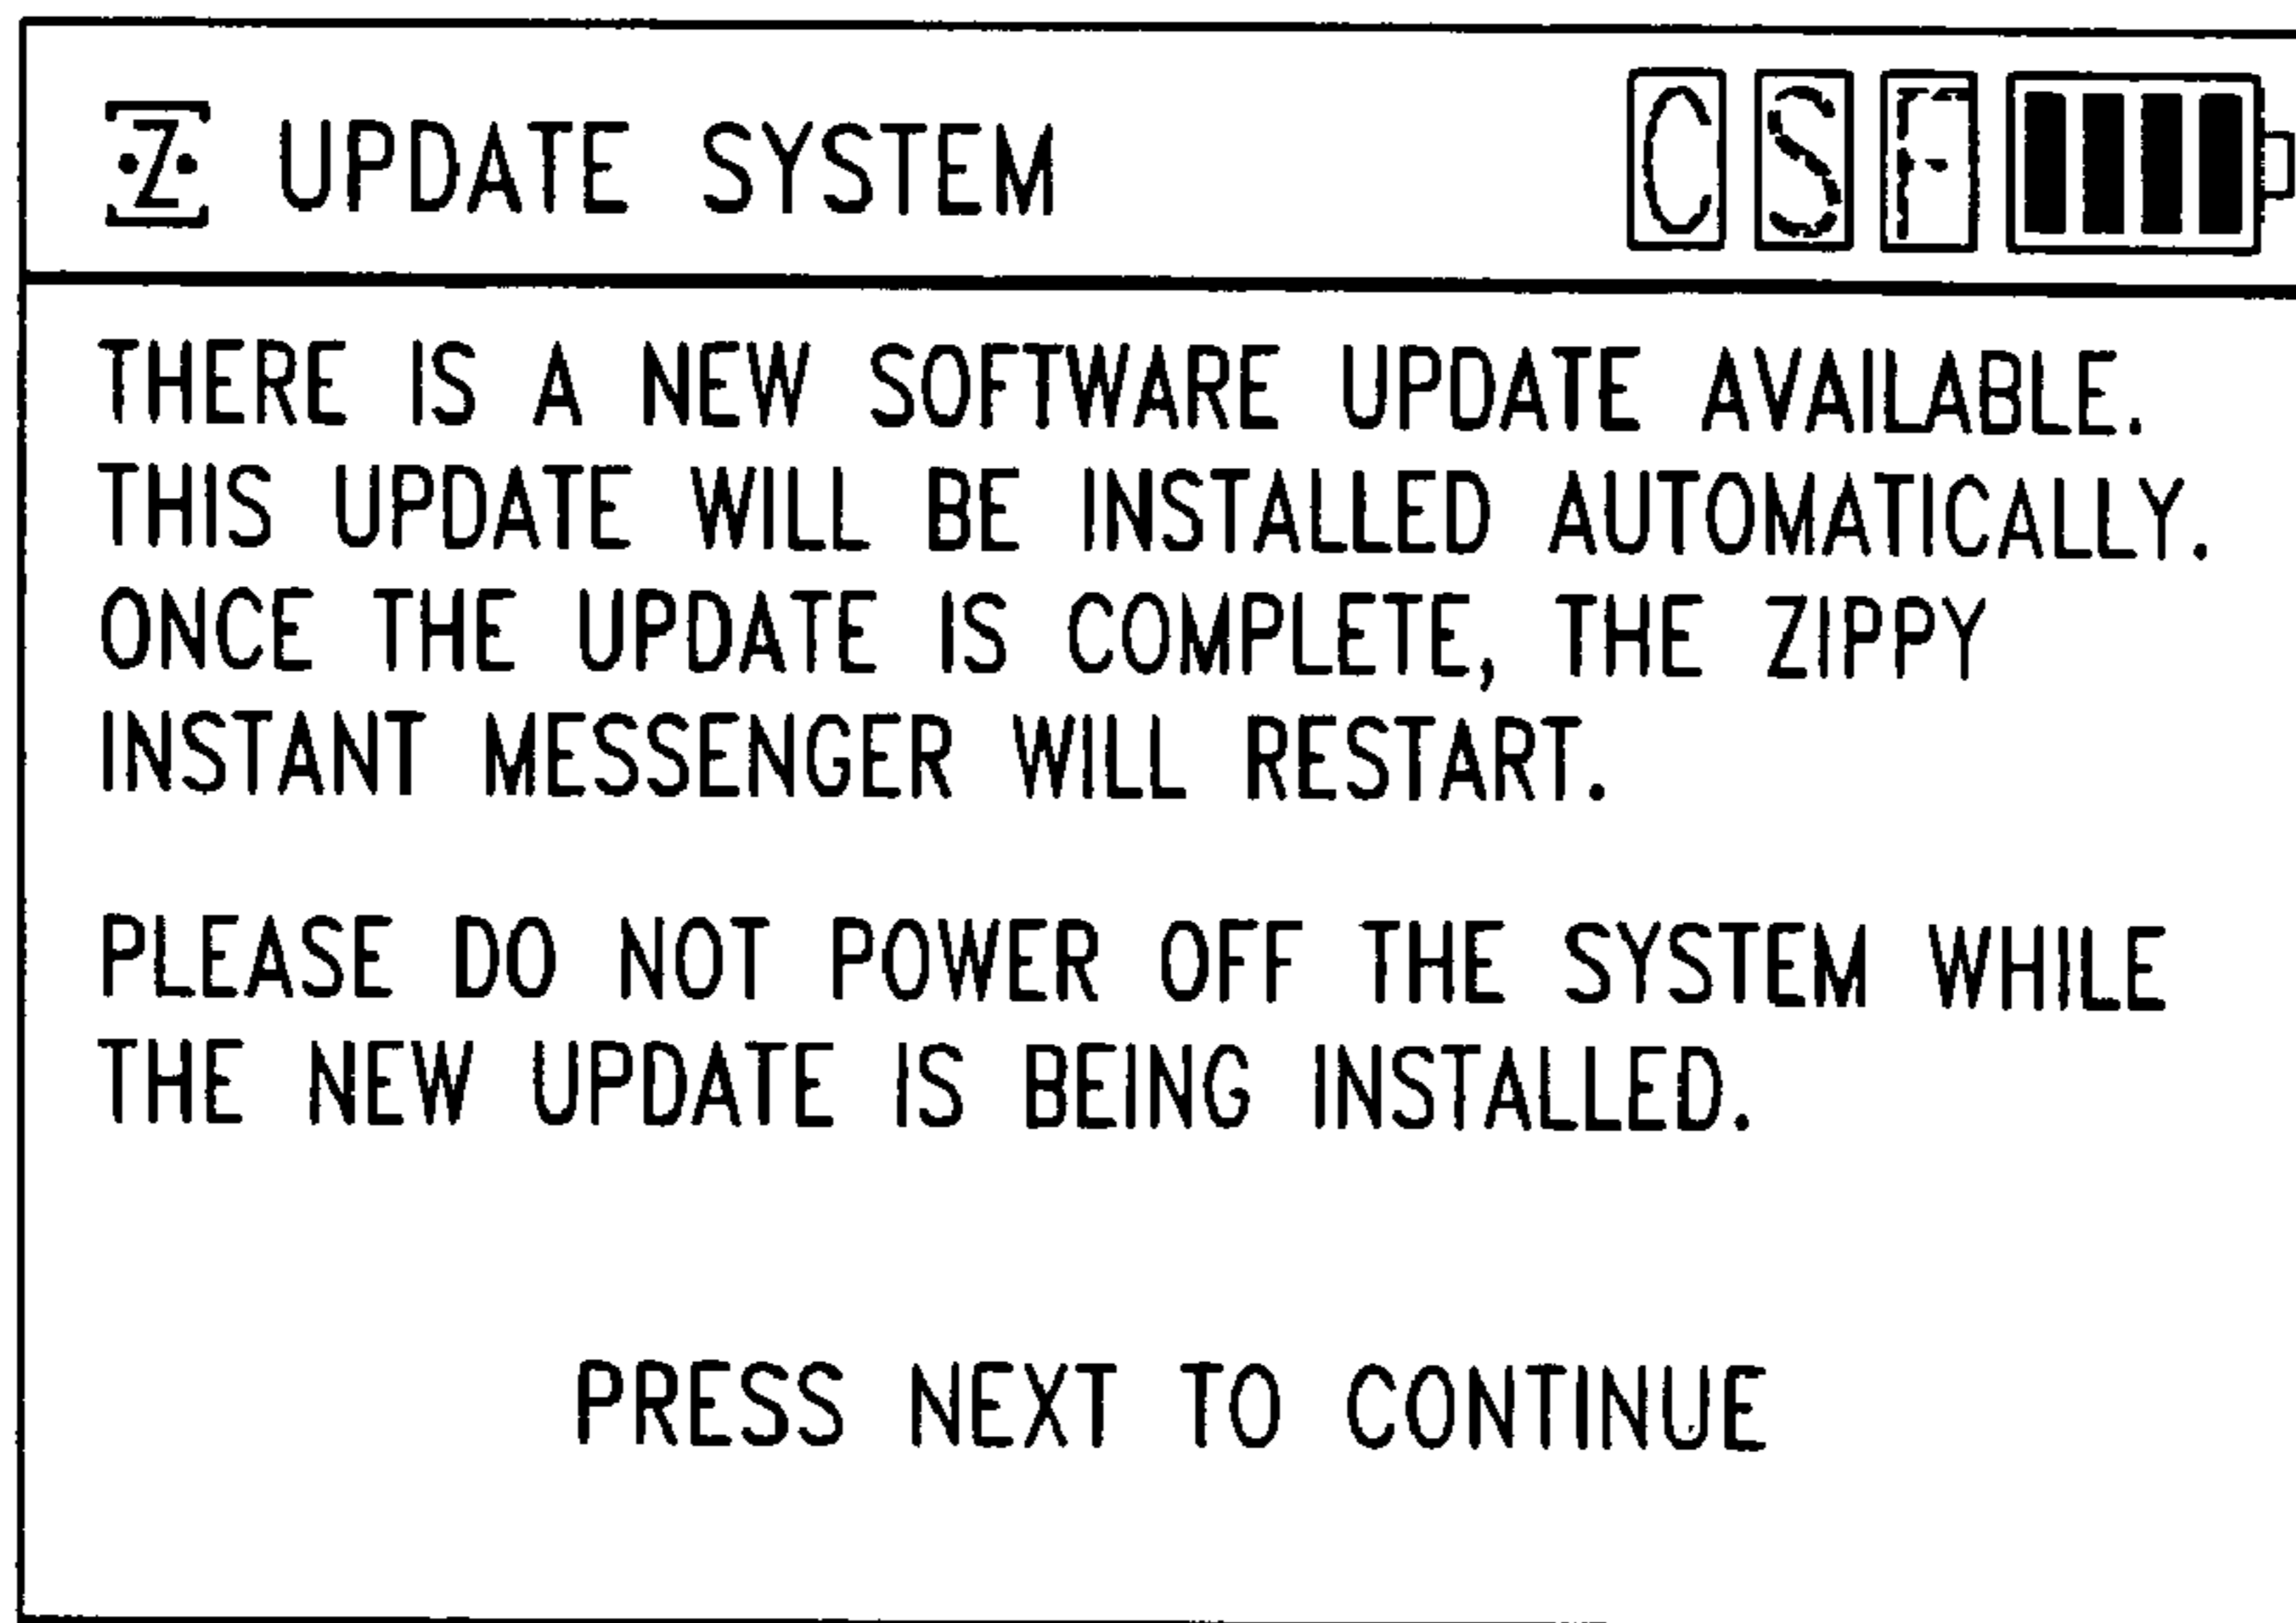 Z UPDATE SYSTEM C S F
THERE IS A NEW SOFTWARE UPDATE AVAILABLE.
THIS UPDATE WILL BE INSTALLED AUTOMATICALLY.
ONCE THE UPDATE IS COMPLETE, THE ZIPPY
INSTANT MESSENGER WILL RESTART.
PLEASE DO NOT POWER OFF THE SYSTEM WHILE
THE NEW UPDATE IS BEING INSTALLED.
PRESS NEXT TO CONTINUE